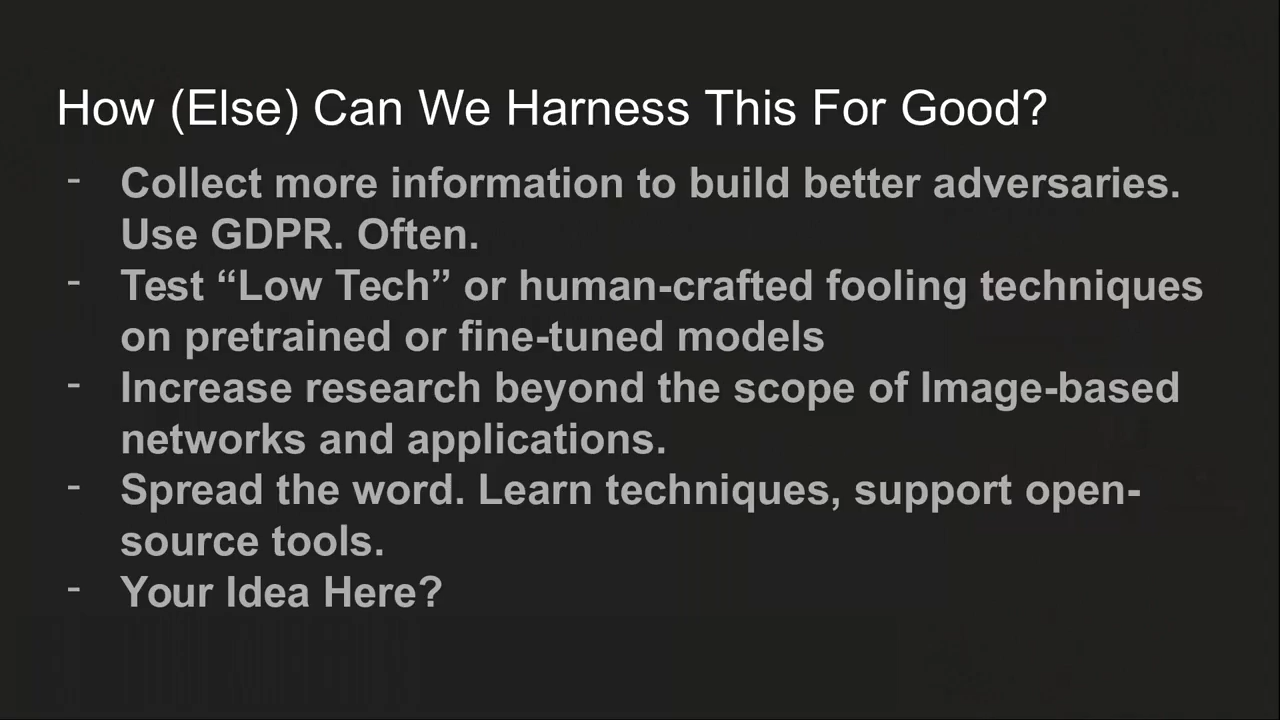 How (Else) Can We Harness This For Good?
- Collect more information to build better adversaries.
Use GDPR. Often.
- Test “Low Tech” or human-crafted fooling techniques
on pretrained or fine-tuned models
- Increase research beyond the scope of Image-based
networks and applications.
- Spread the word. Learn techniques, support open-
source tools.
- Your Idea Here?